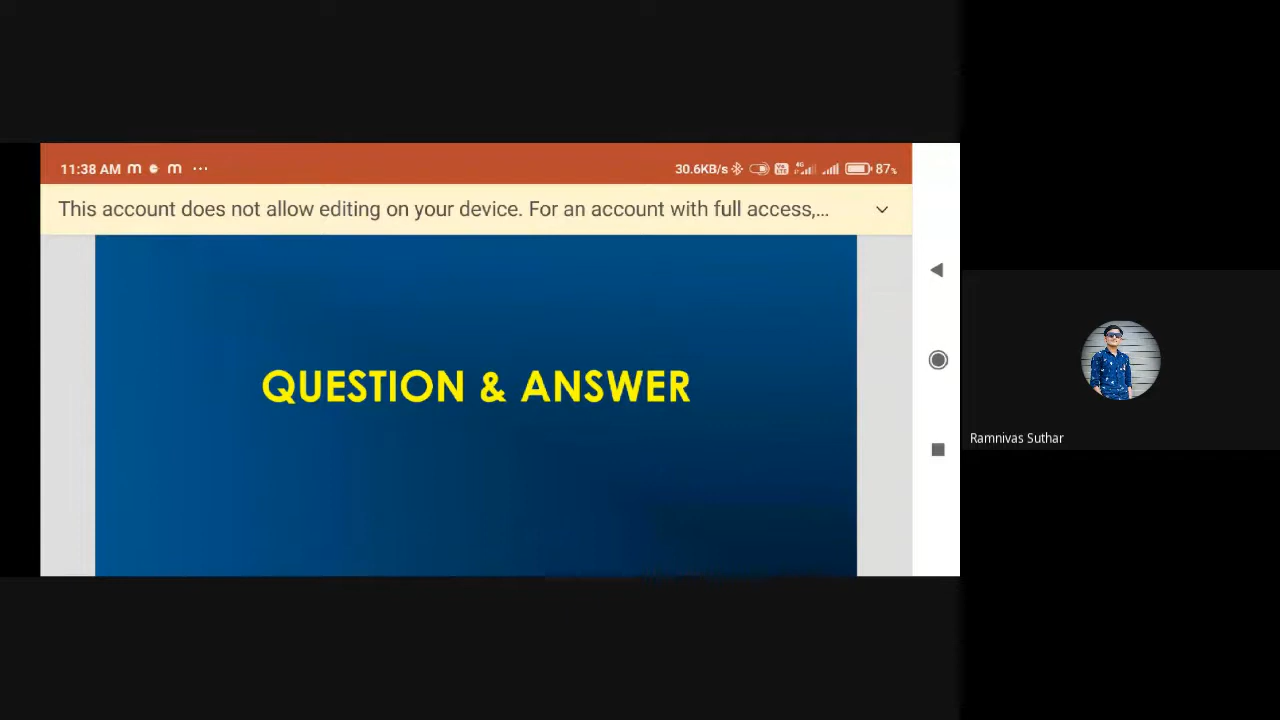 11:38 AM m e m ...
30.6KB/s 4G 87%
This account does not allow editing on your device. For an account with full access,...
QUESTION & ANSWER
Ramnivas Suthar